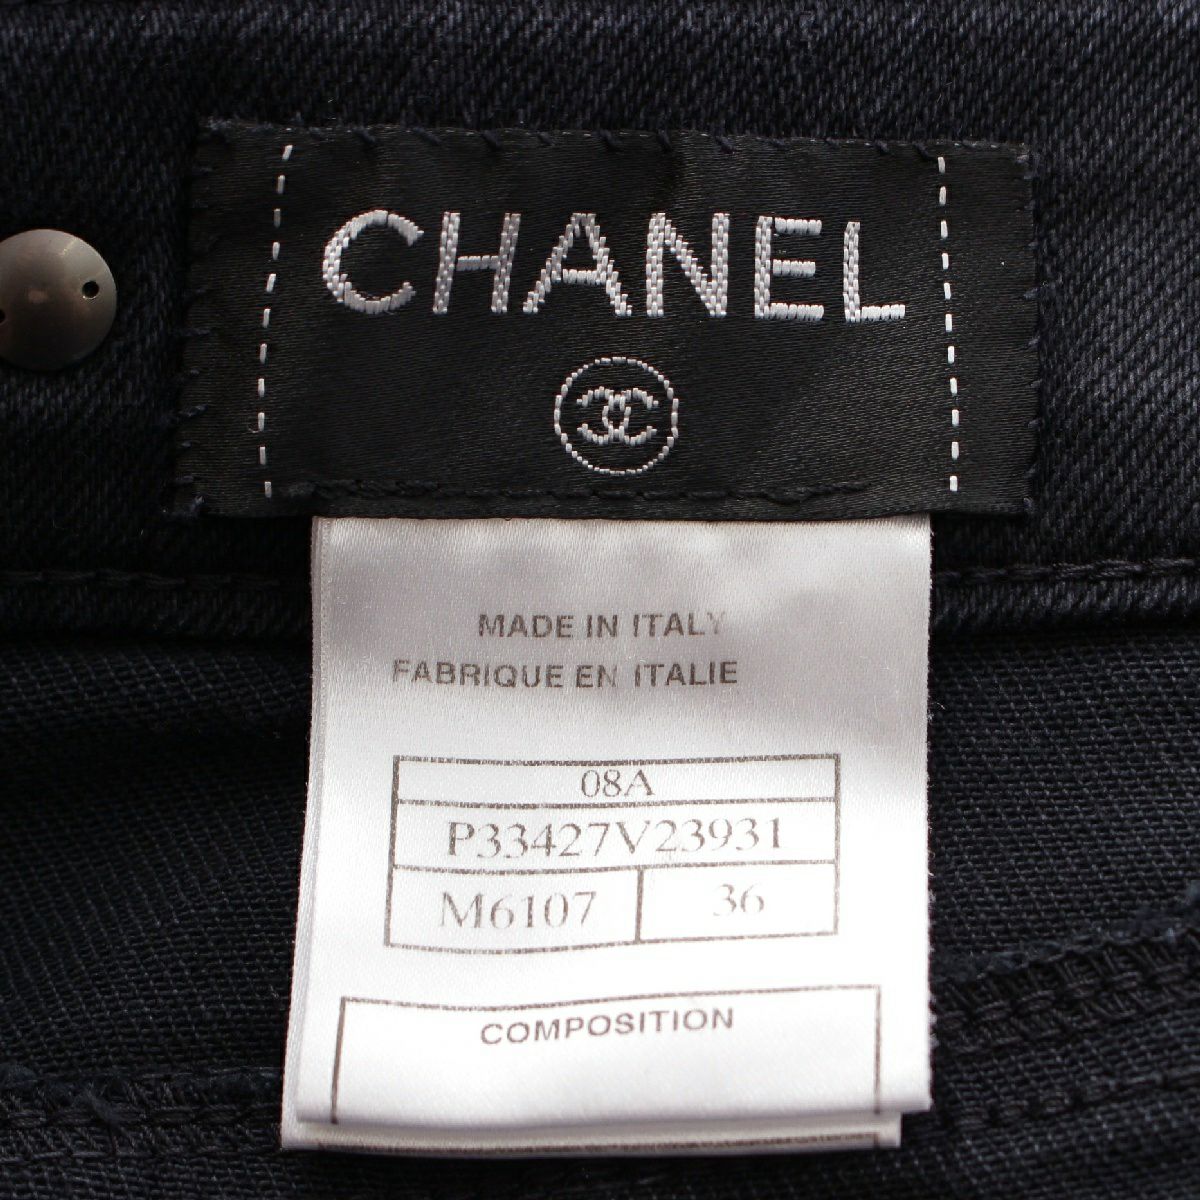 CHANEL
MADE IN ITALY
FABRIQUE EN ITALIE
08A
P33427V23931
M6107 36
COMPOSITION